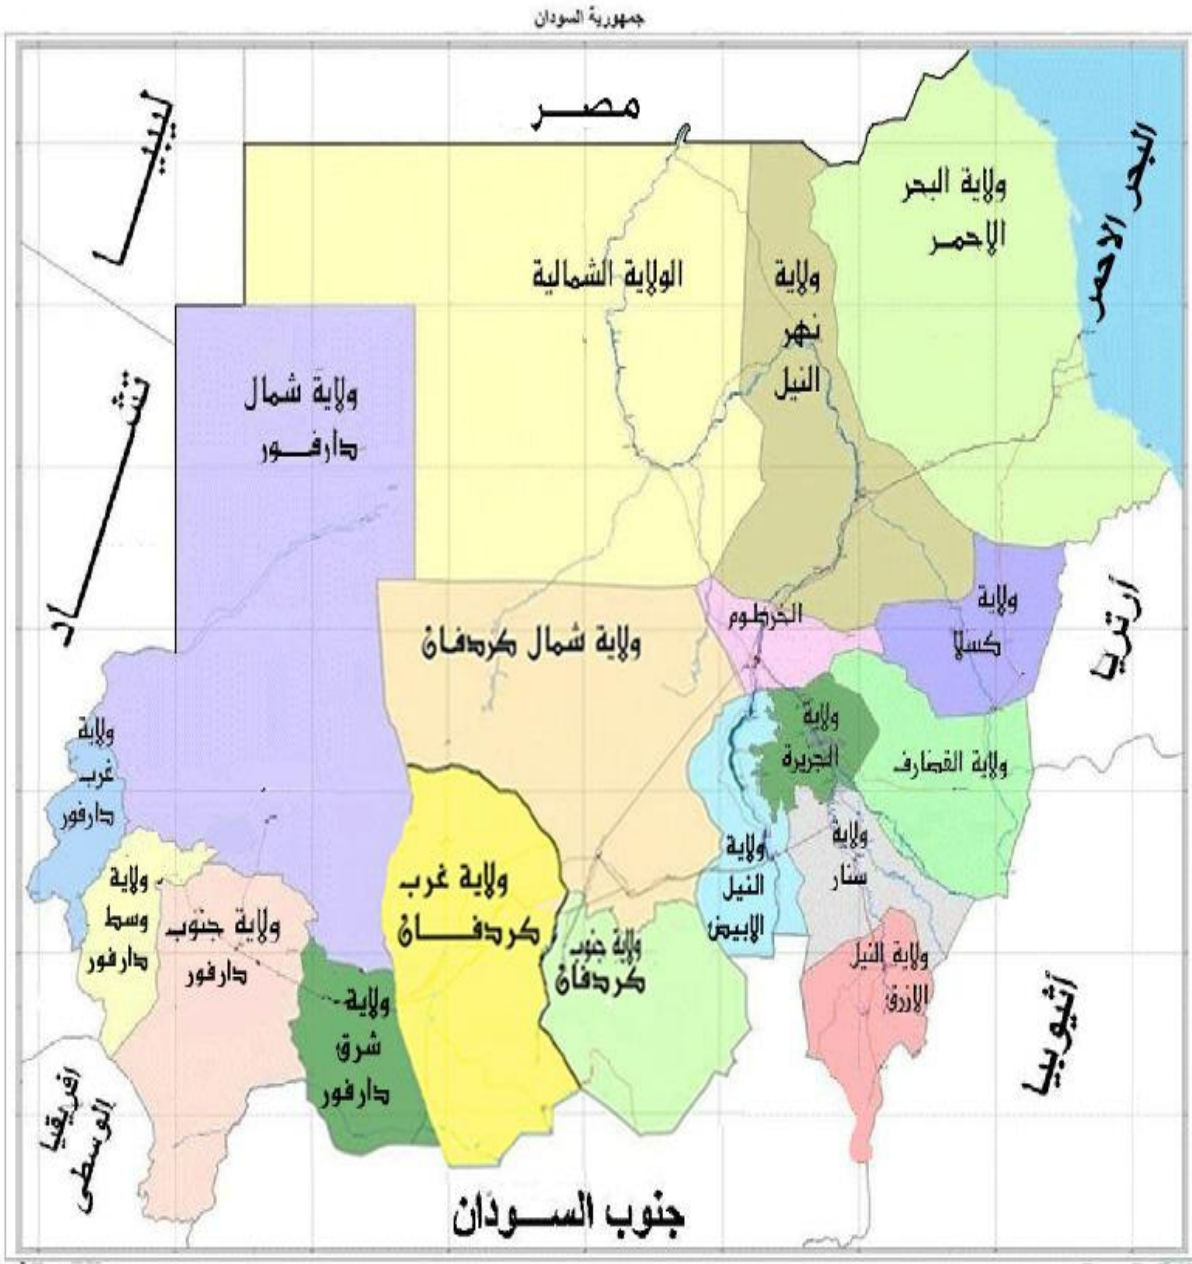 جمهورية السودان
ليبيا
مصر
البحر الاحمر
ولاية البحر
الاحمر
الولاية الشمالية
ولاية
نهر
النيل
ولاية شمال
دارفور
تشاد
أرتريا
ولاية
كسلا
الخرطوم
ولاية شمال كردفان
ولاية
الجزيرة
ولاية القضارف
ولاية
غرب
دارفور
ولاية
وسط
دارفور
ولاية جنوب
دارفور
ولاية
شرق
دارفور
ولاية غرب
كردفان
ولاية جنوب
كردفان
ولاية
النيل
الابيض
ولاية
سنار
ولاية النيل
الازرق
أثيوبيا
افريقيا
الوسطى
جنوب السودان